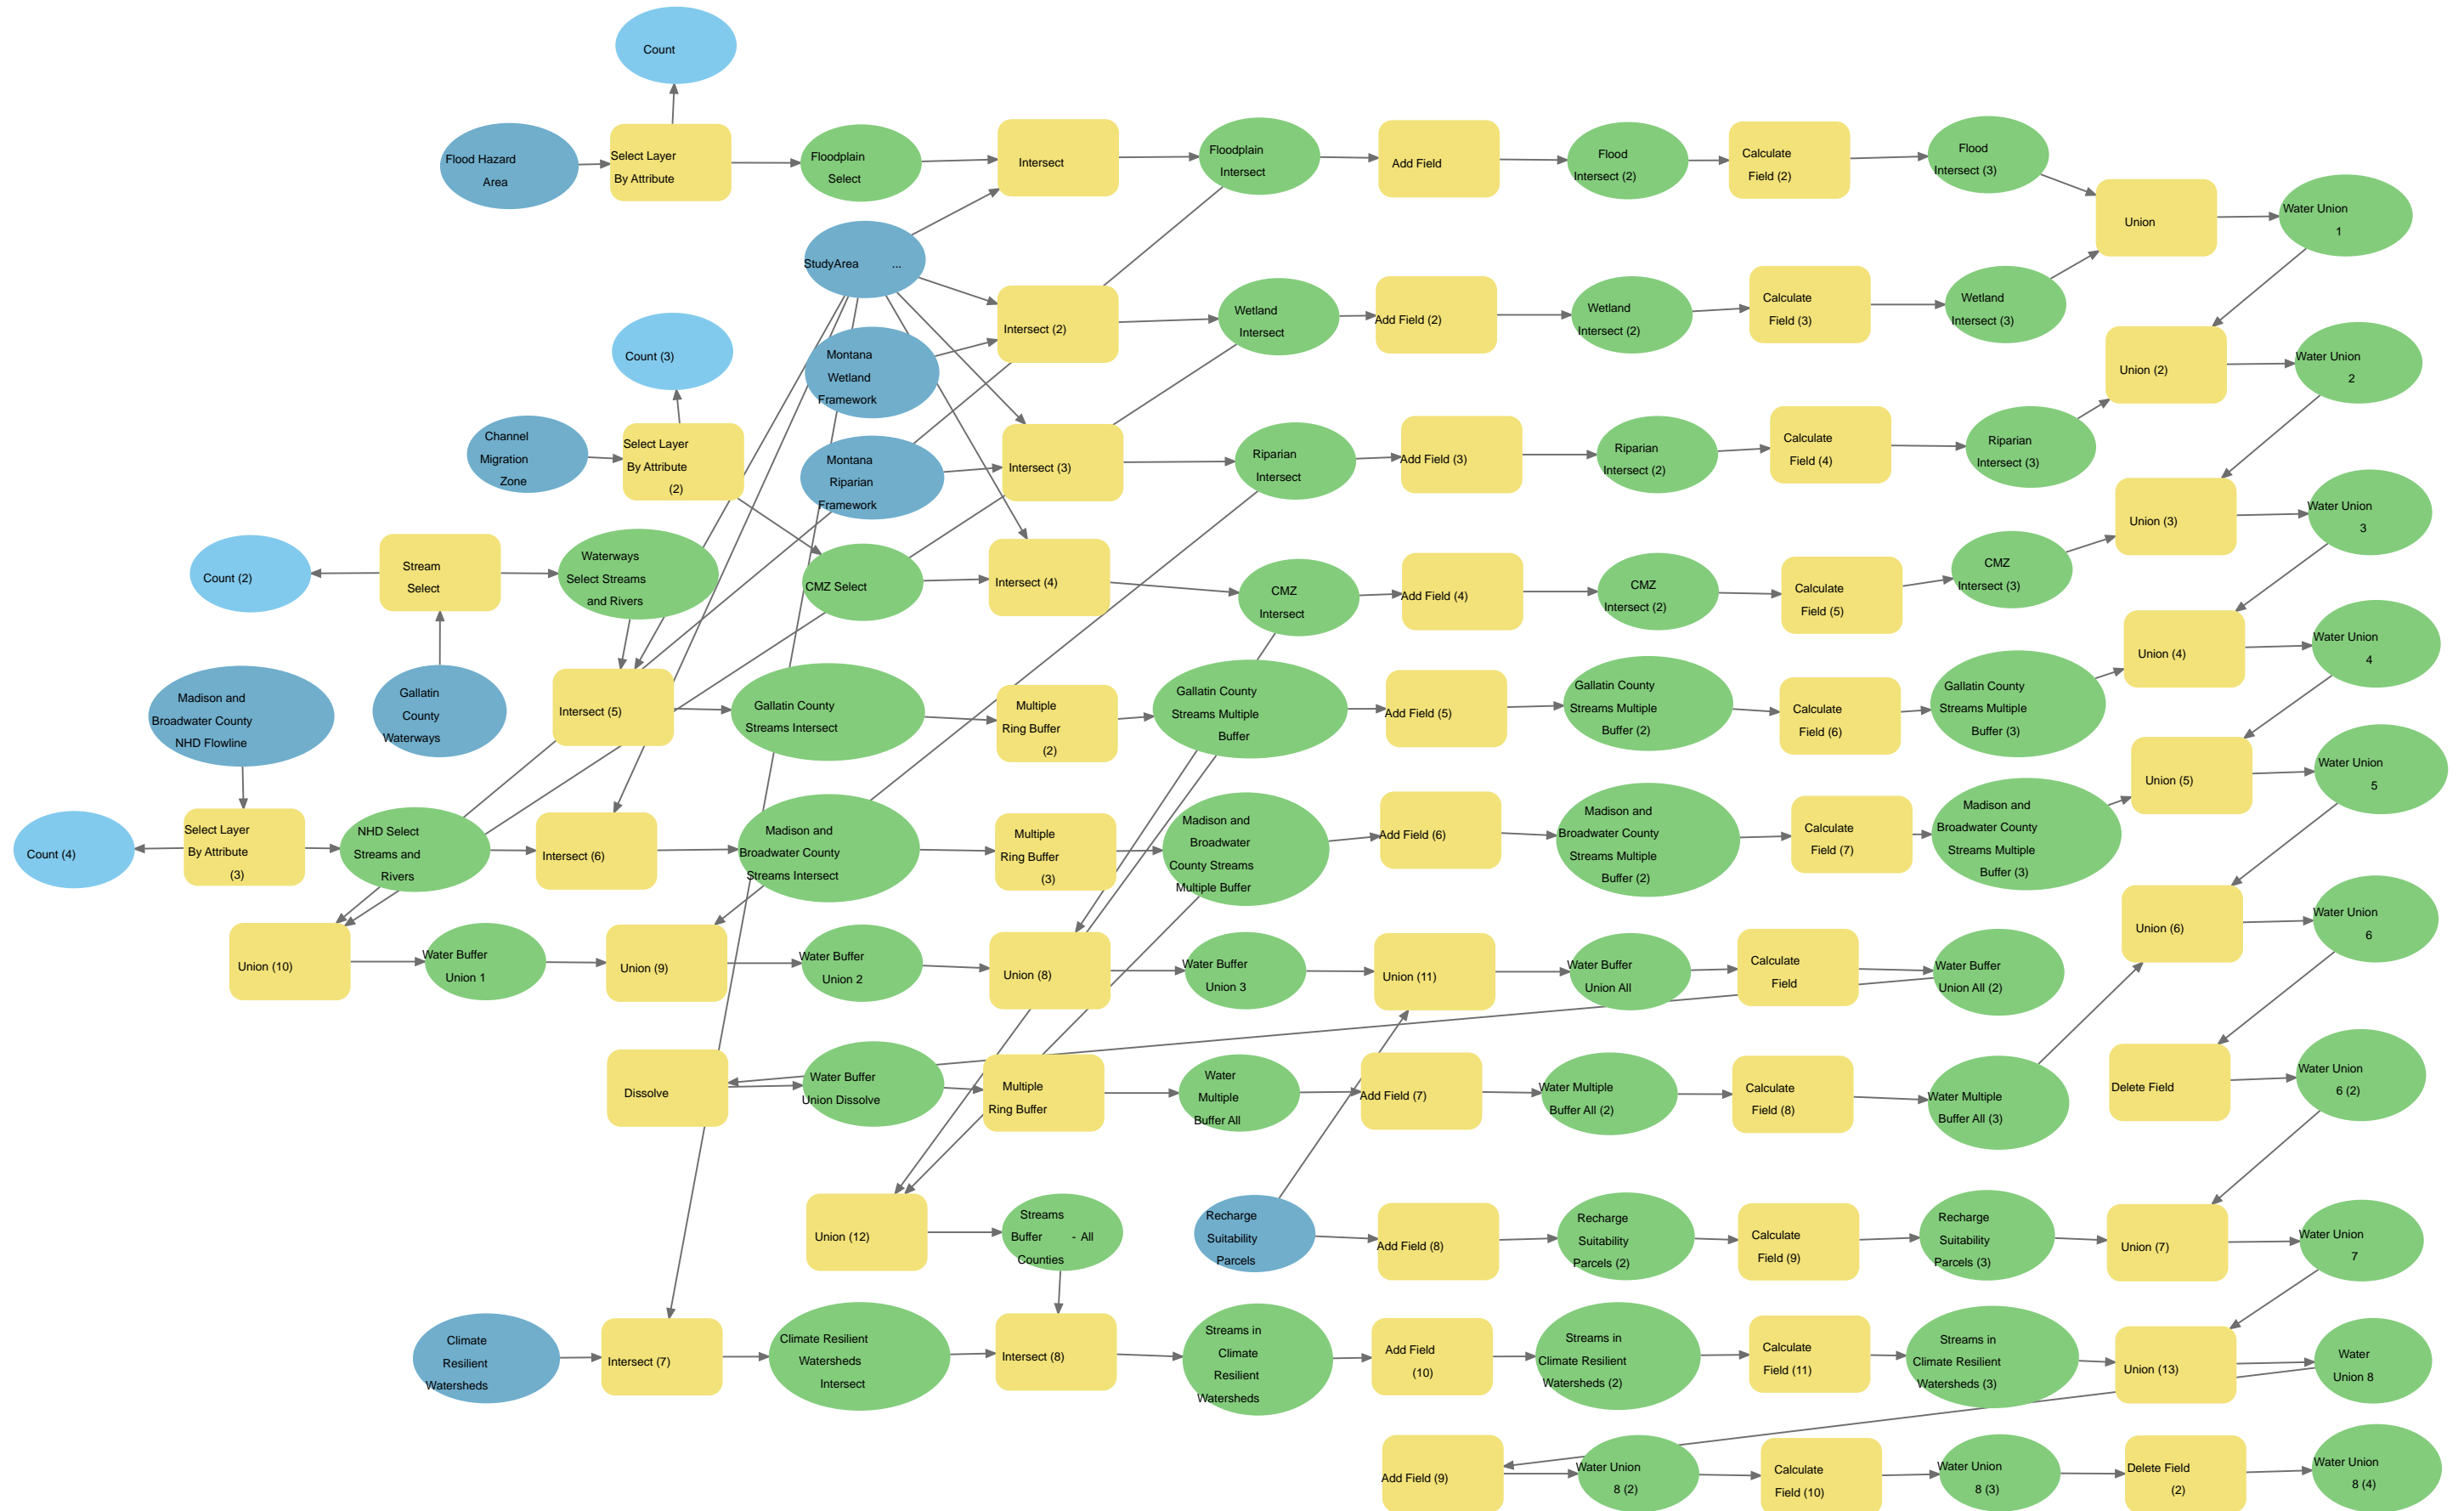 Count
Flood Hazard
Area
Select Layer
By Attribute
Floodplain
Select
Intersect
Floodplain
Intersect
Add Field
Flood
Intersect (2)
Calculate
Field (2)
Flood
Intersect (3)
Union
Water Union
1
StudyArea ...
Count (3)
Montana
Wetland
Framework
Intersect (2)
Wetland
Intersect
Add Field (2)
Wetland
Intersect (2)
Calculate
Field (3)
Wetland
Intersect (3)
Union (2)
Water Union
2
Channel
Migration
Zone
Select Layer
By Attribute
(2)
Montana
Riparian
Framework
Intersect (3)
Riparian
Intersect
Add Field (3)
Riparian
Intersect (2)
Calculate
Field (4)
Riparian
Intersect (3)
Union (3)
Water Union
3
Count (2)
Stream
Select
Waterways
Select Streams
and Rivers
CMZ Select
Intersect (4)
CMZ
Intersect
Add Field (4)
CMZ
Intersect (2)
Calculate
Field (5)
CMZ
Intersect (3)
Union (4)
Water Union
4
Madison and
Broadwater County
NHD Flowline
Gallatin
County
Waterways
Intersect (5)
Gallatin County
Streams Intersect
Multiple
Ring Buffer
(2)
Gallatin County
Streams Multiple
Buffer
Add Field (5)
Gallatin County
Streams Multiple
Buffer (2)
Calculate
Field (6)
Gallatin County
Streams Multiple
Buffer (3)
Union (5)
Water Union
5
Count (4)
Select Layer
By Attribute
(3)
NHD Select
Streams and
Rivers
Intersect (6)
Madison and
Broadwater County
Streams Intersect
Multiple
Ring Buffer
(3)
Madison and
Broadwater
County Streams
Multiple Buffer
Add Field (6)
Madison and
Broadwater County
Streams Multiple
Buffer (2)
Calculate
Field (7)
Madison and
Broadwater County
Streams Multiple
Buffer (3)
Union (6)
Water Union
6
Union (10)
Water Buffer
Union 1
Union (9)
Water Buffer
Union 2
Union (8)
Water Buffer
Union 3
Union (11)
Water Buffer
Union All
Calculate
Field
Water Buffer
Union All (2)
Dissolve
Water Buffer
Union Dissolve
Multiple
Ring Buffer
Water
Multiple
Buffer All
Add Field (7)
Water Multiple
Buffer All (2)
Calculate
Field (8)
Water Multiple
Buffer All (3)
Delete Field
Water Union
6 (2)
Union (12)
Streams
Buffer - All
Counties
Recharge
Suitability
Parcels
Add Field (8)
Recharge
Suitability
Parcels (2)
Calculate
Field (9)
Recharge
Suitability
Parcels (3)
Union (7)
Water Union
7
Climate
Resilient
Watersheds
Intersect (7)
Climate Resilient
Watersheds
Intersect
Intersect (8)
Streams in
Climate
Resilient
Watersheds
Add Field
(10)
Streams in
Climate Resilient
Watersheds (2)
Calculate
Field (11)
Streams in
Climate Resilient
Watersheds (3)
Union (13)
Water
Union 8
Add Field (9)
Water Union
8 (2)
Calculate
Field (10)
Water Union
8 (3)
Delete Field
(2)
Water Union
8 (4)